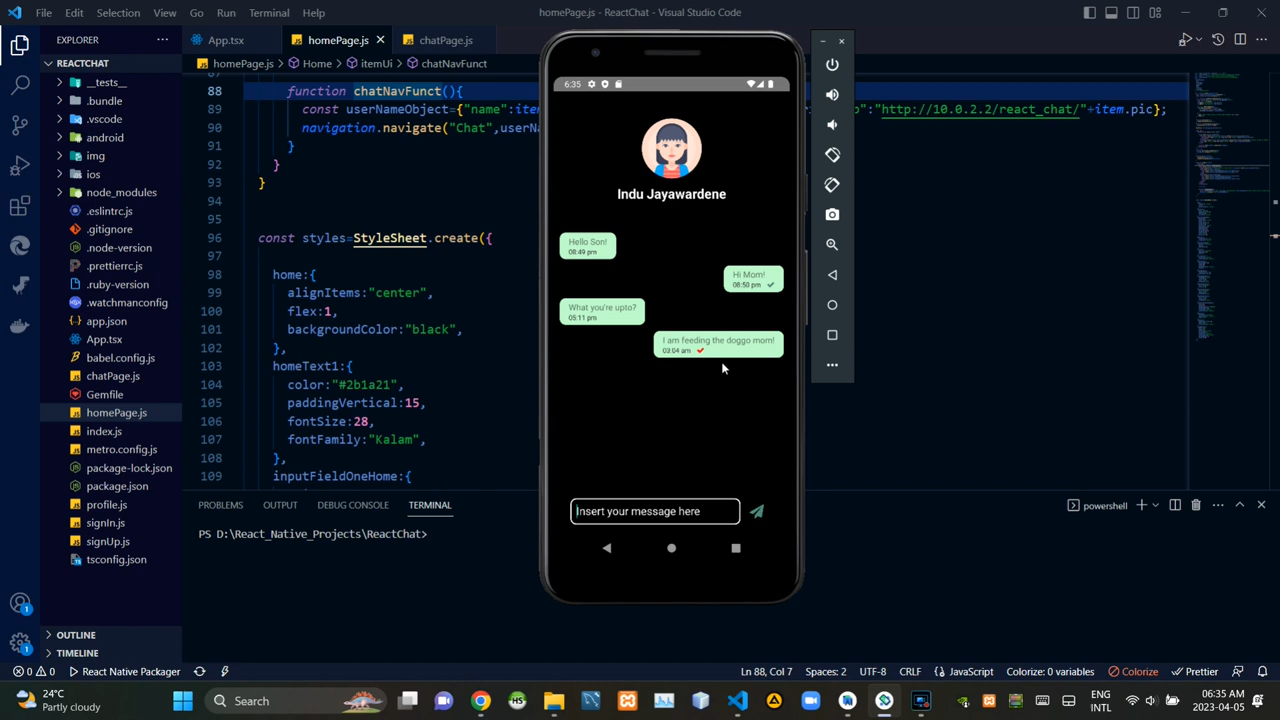 File Edit Selection View Go Run Terminal Help
homePage.js - ReactChat - Visual Studio Code
EXPLORER
App.tsx
homePage.js
chatPage.js
REACTCHAT
homePage.js > Home > itemUi > chatNavFunct
__tests__
.bundle
.vscode
android
img
ios
node_modules
.eslintrc.js
.gitignore
.node-version
.prettierrc.js
.ruby-version
.watchmanconfig
app.json
App.tsx
babel.config.js
chatPage.js
Gemfile
homePage.js
index.js
metro.config.js
package-lock.json
package.json
profile.js
signIn.js
signUp.js
tsconfig.json
OUTLINE
TIMELINE
88 function chatNavFunct(){
89 const userNameObject={"name":item
p":"http://10.0.2.2/react_chat/"+item.pic};
90 navigation.navigate("Chat",userN
91 }
92 }
93 }
94
95
96 const styles=StyleSheet.create({
97
98 home:{
99 alignItems:"center",
100 flex:1,
101 backgroundColor:"black",
102 },
103 homeText1:{
104 color:"#2b1a21",
105 paddingVertical:15,
106 fontSize:28,
107 fontFamily:"Kalam",
108 },
109 inputFieldOneHome:{
6:35
Indu Jayawardene
Hello Son!
08:49 pm
Hi Mom!
08:50 pm
What you're upto?
05:11 pm
I am feeding the doggo mom!
03:04 am
Insert your message here
PROBLEMS OUTPUT DEBUG CONSOLE TERMINAL
powershell
PS D:\React_Native_Projects\ReactChat>
0 0 React Native Packager
Ln 88, Col 7 Spaces: 2 UTF-8 CRLF JavaScript Colorize: 0 variables Colorize Prettier
24°C
Partly cloudy
Search
HS
ENG
INTL
06:35 AM
2023-04-05